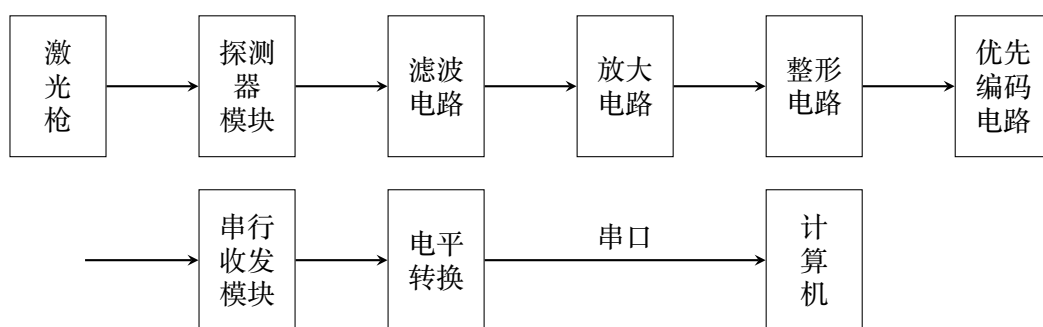 激
光
枪
探测
器
模块
滤波
电路
放大
电路
整形
电路
优先
编码
电路
串行
收发
模块
电平
转换
串口
计
算
机